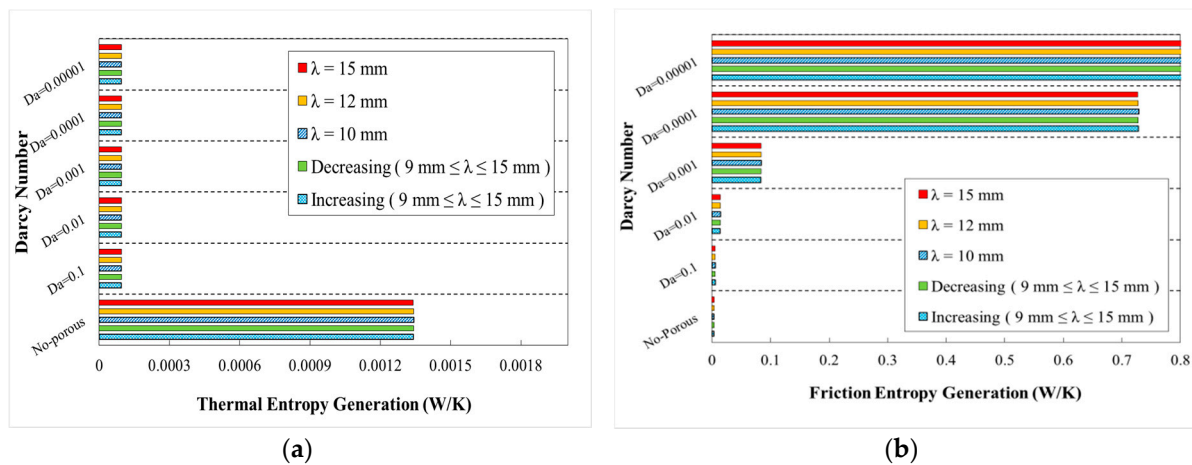 (a)
Darcy Number
Da=0.00001
Da=0.0001
Da=0.001
Da=0.01
Da=0.1
No-porous
λ = 15 mm
λ = 12 mm
λ = 10 mm
Decreasing ( 9 mm ≤ λ ≤ 15 mm )
Increasing ( 9 mm ≤ λ ≤ 15 mm )
0 0.0003 0.0006 0.0009 0.0012 0.0015 0.0018
Thermal Entropy Generation (W/K)
(b)
Darcy Number
Da=0.00001
Da=0.0001
Da=0.001
Da=0.01
Da=0.1
No-porous
λ = 15 mm
λ = 12 mm
λ = 10 mm
Decreasing ( 9 mm ≤ λ ≤ 15 mm )
Increasing ( 9 mm ≤ λ ≤ 15 mm )
0 0.1 0.2 0.3 0.4 0.5 0.6 0.7 0.8
Friction Entropy Generation (W/K)